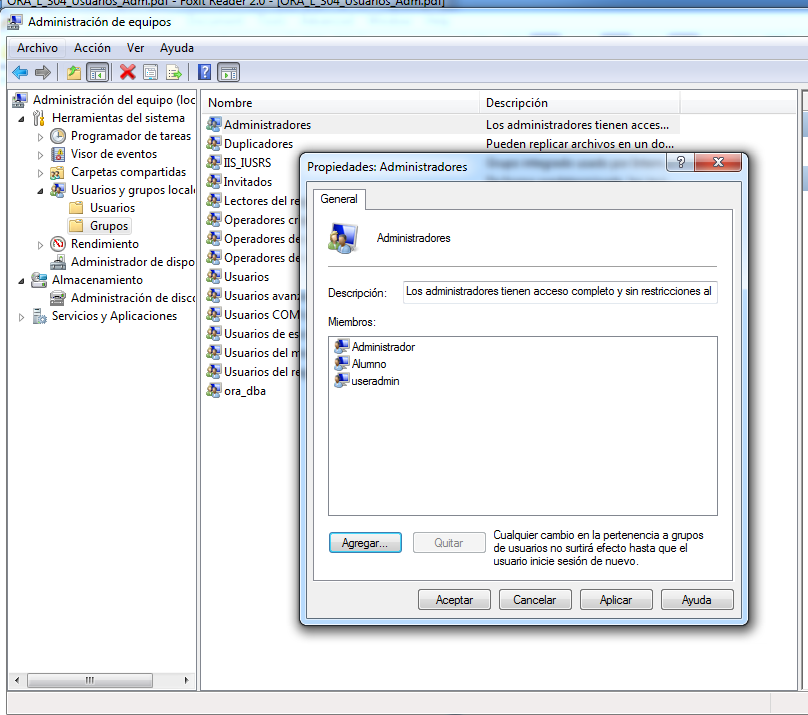 ORA_L_S04_Usuarios_Adm.pdf - Foxit Reader 2.0 - [ORA_L_S04_Usuarios_Adm.pdf]
Administración de equipos
Archivo Acción Ver Ayuda
Administración del equipo (loc
Herramientas del sistema
Programador de tareas
Visor de eventos
Carpetas compartidas
Usuarios y grupos locale
Usuarios
Grupos
Rendimiento
Administrador de dispo
Almacenamiento
Administración de disco
Servicios y Aplicaciones
Nombre Descripción
Administradores Los administradores tienen acces...
Duplicadores Pueden replicar archivos en un do...
IIS_IUSRS
Invitados
Lectores del re
Operadores cr
Operadores de
Operadores de
Usuarios
Usuarios avanz
Usuarios COM
Usuarios de es
Usuarios del m
Usuarios del re
ora_dba
Propiedades: Administradores
General
Administradores
Descripción: Los administradores tienen acceso completo y sin restricciones al
Miembros:
Administrador
Alumno
useradmin
Agregar... Quitar
Cualquier cambio en la pertenencia a grupos
de usuarios no surtirá efecto hasta que el
usuario inicie sesión de nuevo.
Aceptar Cancelar Aplicar Ayuda